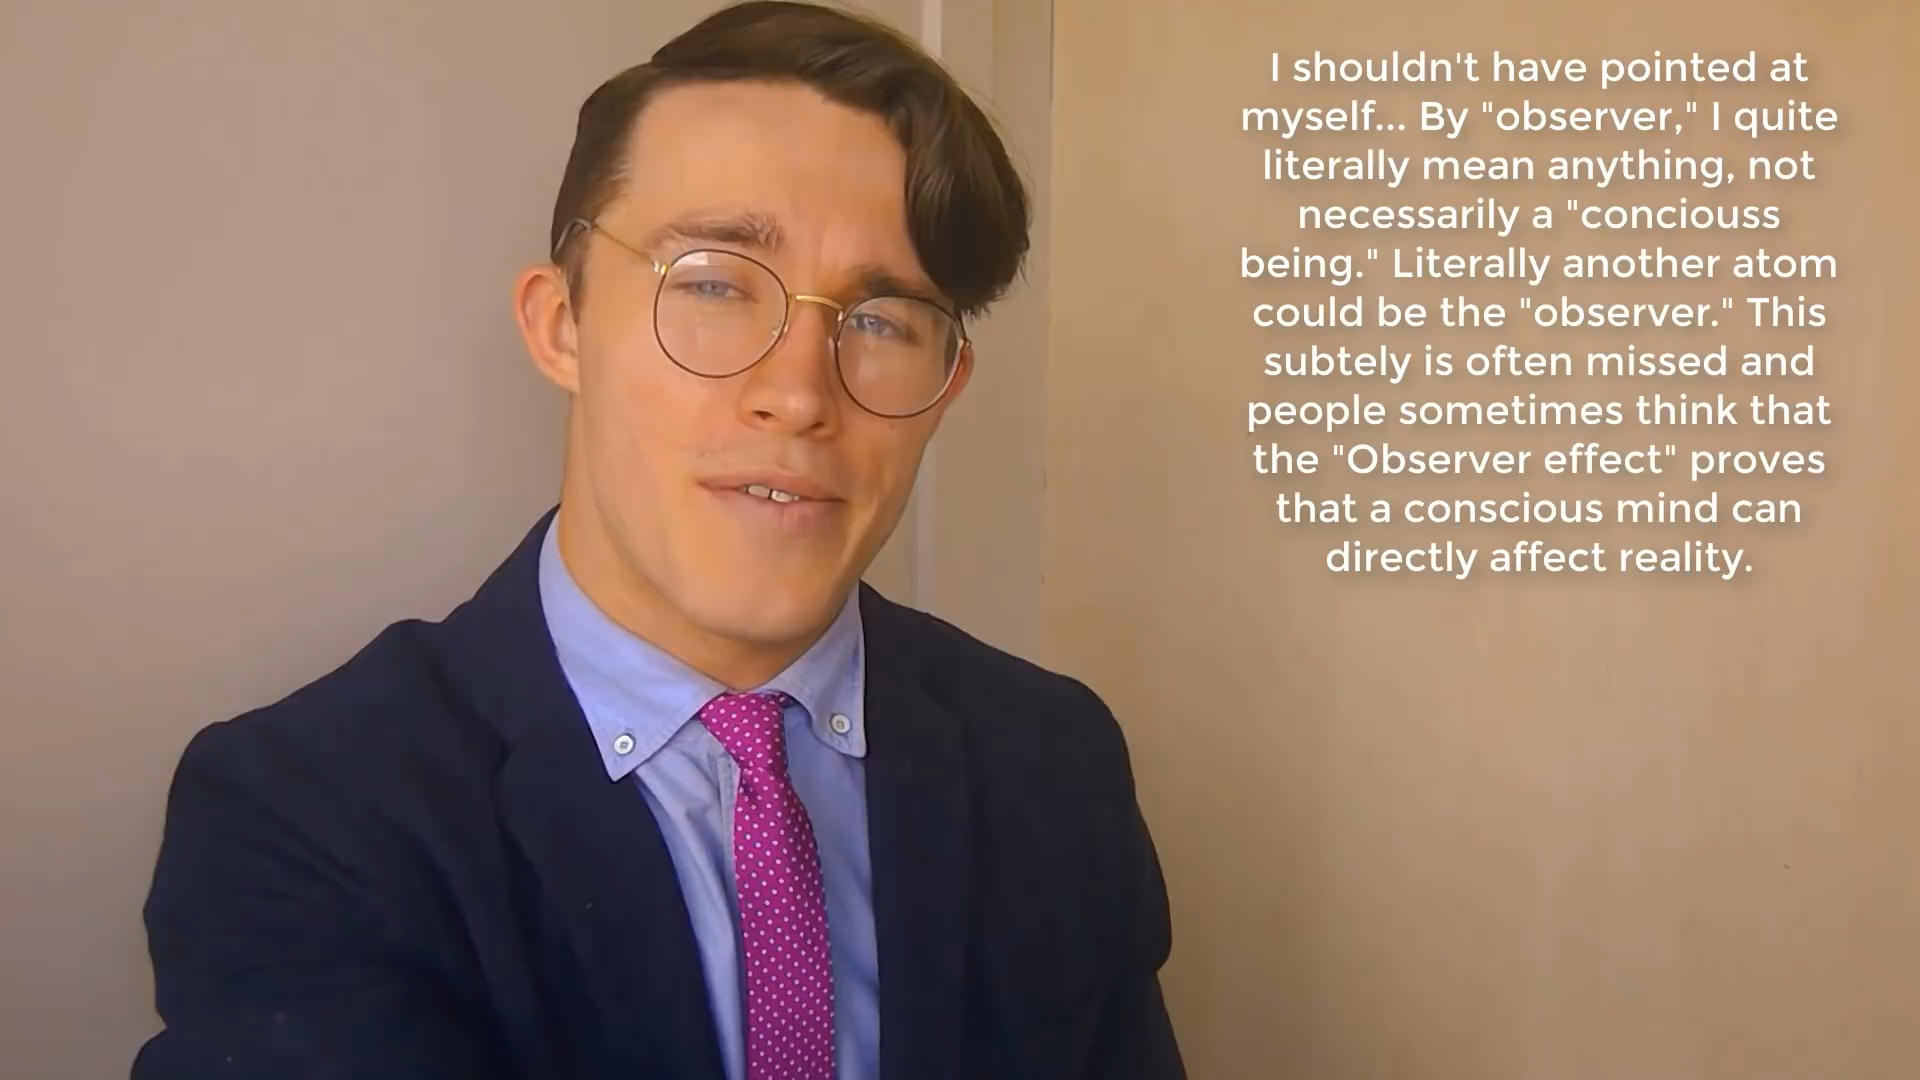 I shouldn't have pointed at
myself... By "observer," I quite
literally mean anything, not
necessarily a "conciouss
being." Literally another atom
could be the "observer." This
subtely is often missed and
people sometimes think that
the "Observer effect" proves
that a conscious mind can
directly affect reality.